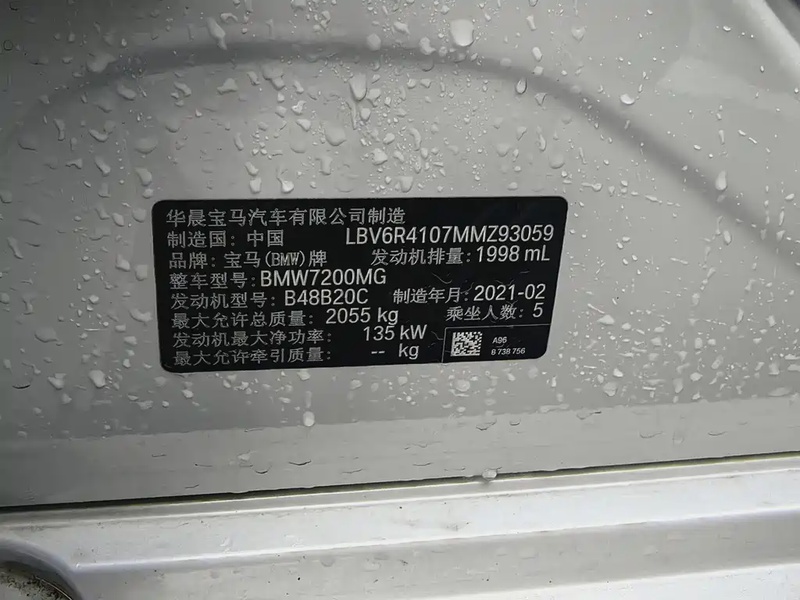 华晨宝马汽车有限公司制造
制造国: 中国 LBV6R4107MMZ93059
品牌: 宝马(BMW)牌 发动机排量: 1998 mL
整车型号: BMW7200MG
发动机型号: B48B20C 制造年月: 2021-02
最大允许总质量: 2055 kg 乘坐人数: 5
发动机最大净功率: 135 kW
最大允许牵引质量: -- kg
A96
8 738 756